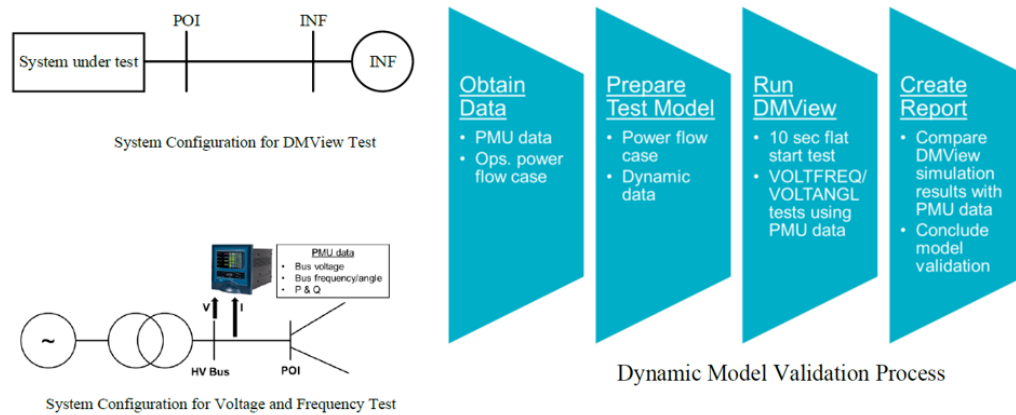 POI
INF
System under test
INF
System Configuration for DMView Test
PMU data
• Bus voltage
• Bus frequency/angle
• P & Q
V
I
~
HV Bus
POI
System Configuration for Voltage and Frequency Test
Obtain
Data
• PMU data
• Ops. power
flow case
Prepare
Test Model
• Power flow
case
• Dynamic
data
Run
DMView
• 10 sec flat
start test
• VOLTFREQ/
VOLTANGL
tests using
PMU data
Create
Report
• Compare
DMView
simulation
results with
PMU data
• Conclude
model
validation
Dynamic Model Validation Process